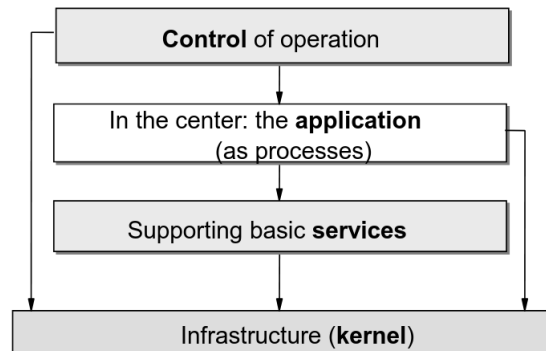 Control of operation
In the center: the application
(as processes)
Supporting basic services
Infrastructure (kernel)